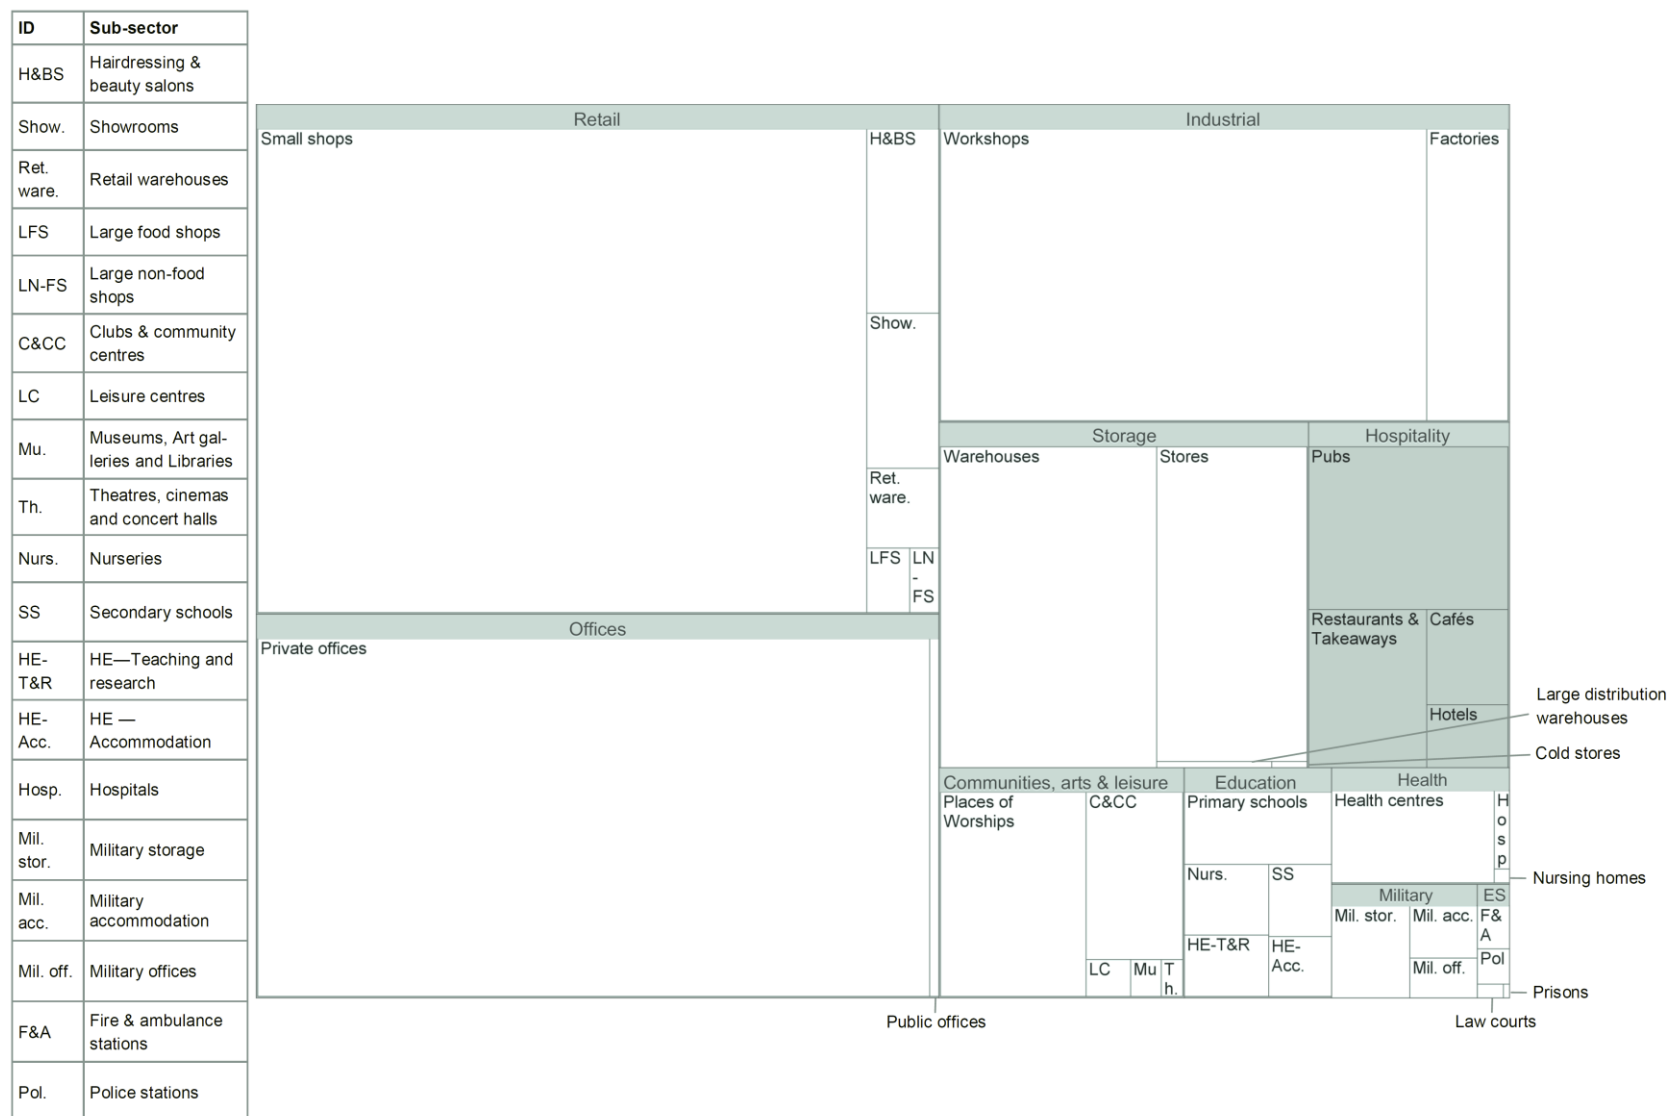 ID Sub-sector
H&BS Hairdressing &
beauty salons
Show. Showrooms
Ret.
ware. Retail warehouses
LFS Large food shops
LN-FS Large non-food
shops
C&CC Clubs & community
centres
LC Leisure centres
Mu. Museums, Art gal-
leries and Libraries
Th. Theatres, cinemas
and concert halls
Nurs. Nurseries
SS Secondary schools
HE-
T&R HE—Teaching and
research
HE-
Acc. HE —
Accommodation
Hosp. Hospitals
Mil.
stor. Military storage
Mil.
acc. Military
accommodation
Mil. off. Military offices
F&A Fire & ambulance
stations
Pol. Police stations
Retail
Small shops
H&BS
Show.
Ret.
ware.
LFS
LN
-
FS
Offices
Private offices
Public offices
Industrial
Workshops
Factories
Storage
Warehouses
Stores
Large distribution
warehouses
Cold stores
Hospitality
Pubs
Restaurants &
Takeaways
Cafés
Hotels
Communities, arts & leisure
Places of
Worships
C&CC
LC
Mu
T
h.
Education
Primary schools
Nurs.
SS
HE-T&R
HE-
Acc.
Health
Health centres
H
o
s
p
Nursing homes
Military
Mil. stor.
Mil. acc.
Mil. off.
ES
F&
A
Pol
Prisons
Law courts